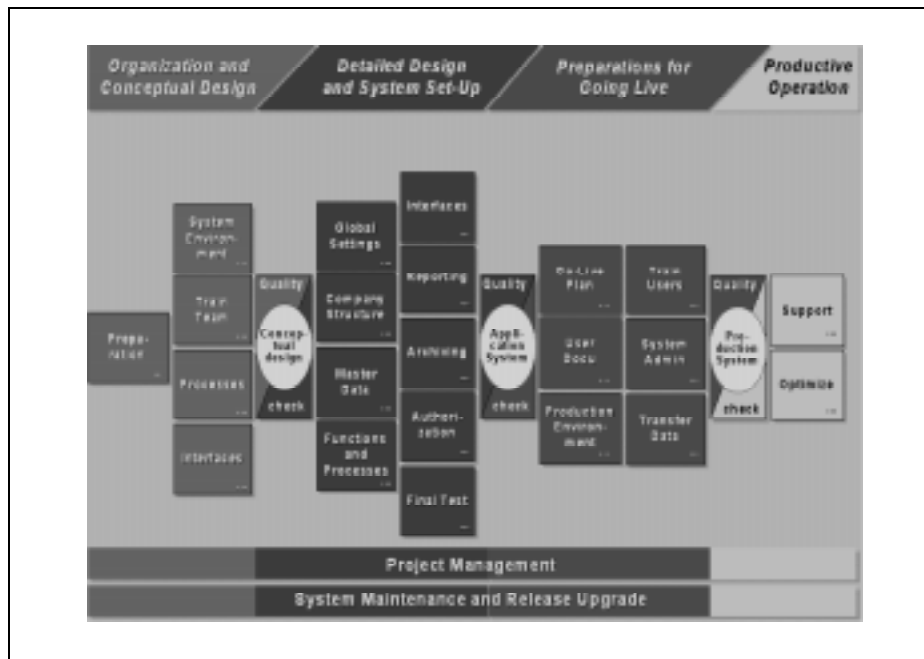 Organization and
Conceptual Design
Detailed Design
and System Set-Up
Preparations for
Going Live
Productive
Operation
Prepa-
ration
System
Environ-
ment
Train
Team
Processes
Interfaces
Quality
Concep-
tual
design
check
Global
Settings
Company
Structure
Master
Data
Functions
and
Processes
Interfaces
Reporting
Archiving
Authori-
zation
Final Test
Quality
Appli-
cation
System
check
Go-Live
Plan
User
Docu
Production
Environ-
ment
Train
Users
System
Admin
Transfer
Data
Quality
Pro-
duction
System
check
Support
Optimize
Project Management
System Maintenance and Release Upgrade